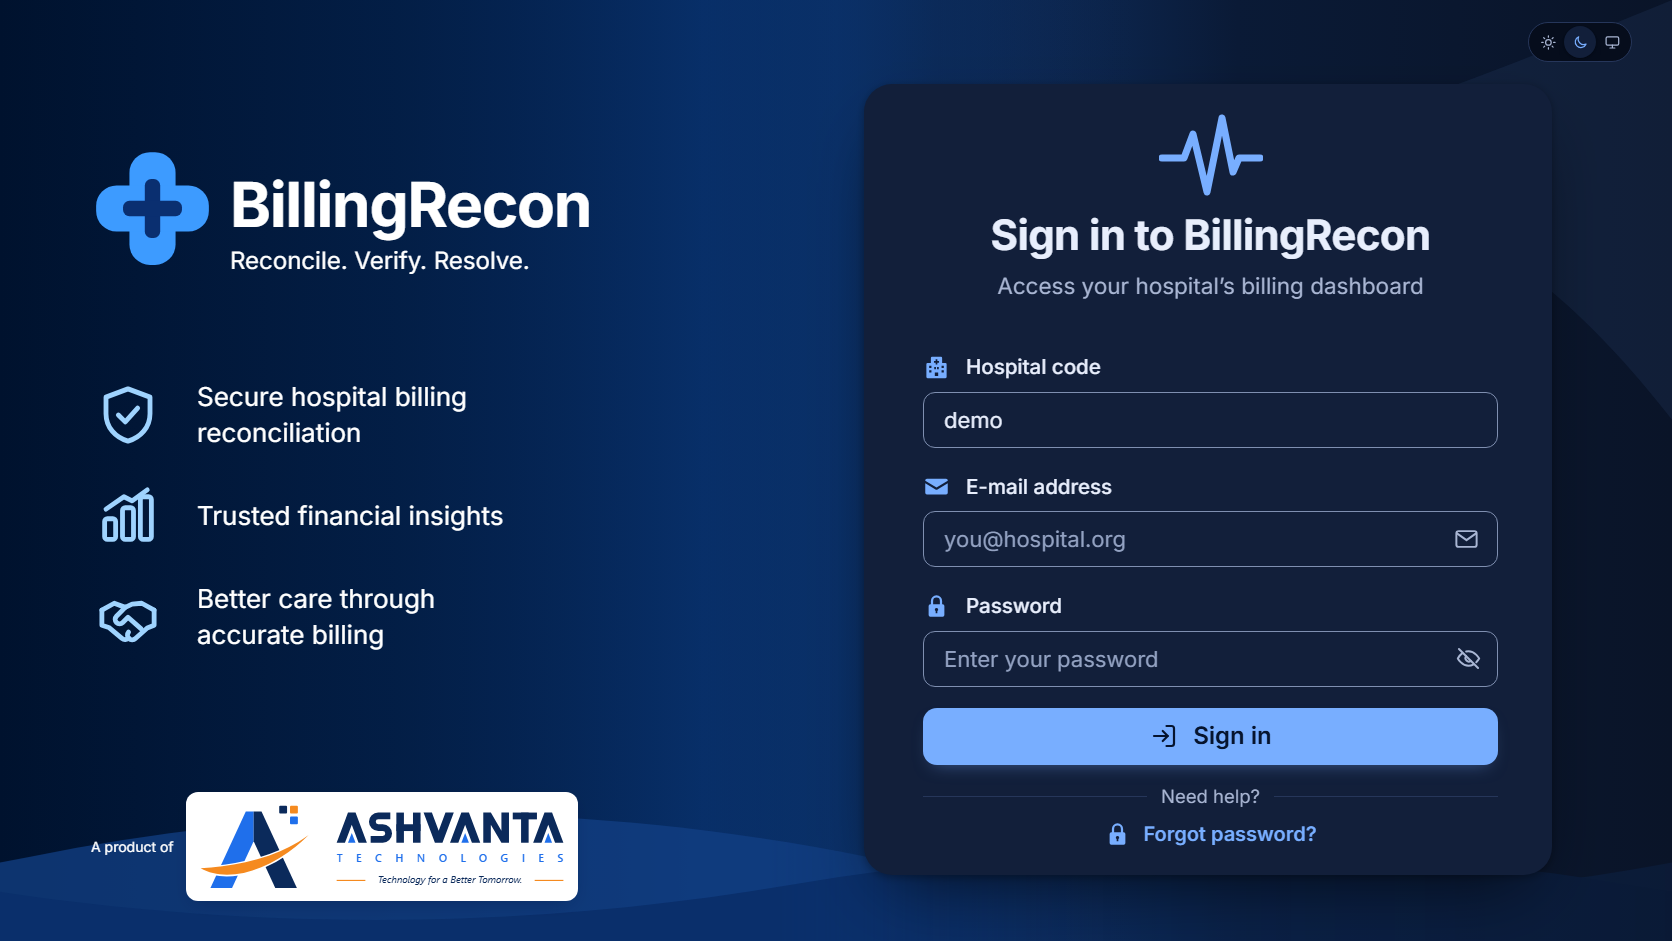 BillingRecon
Reconcile. Verify. Resolve.
Secure hospital billing
reconciliation
Trusted financial insights
Better care through
accurate billing
A product of
ASHVANTA
TECHNOLOGIES
Technology for a Better Tomorrow.
Sign in to BillingRecon
Access your hospital’s billing dashboard
Hospital code
demo
E-mail address
you@hospital.org
Password
Enter your password
Sign in
Need help?
Forgot password?